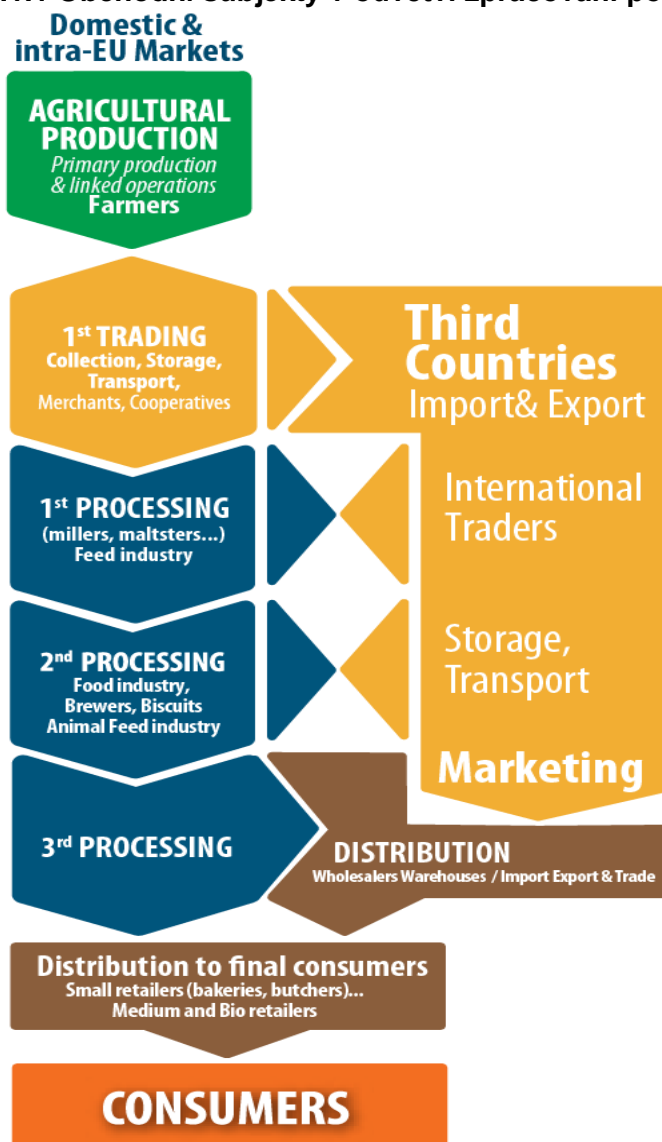 Domestic &
intra-EU Markets
AGRICULTURAL
PRODUCTION
Primary production
& linked operations
Farmers
1st TRADING
Collection, Storage,
Transport,
Merchants, Cooperatives
Third
Countries
Import& Export
1st PROCESSING
(millers, maltsters...)
Feed industry
International
Traders
2nd PROCESSING
Food industry,
Brewers, Biscuits
Animal Feed industry
Storage,
Transport
Marketing
3rd PROCESSING
DISTRIBUTION
Wholesalers Warehouses / Import Export & Trade
Distribution to final consumers
Small retailers (bakeries, butchers)...
Medium and Bio retailers
CONSUMERS